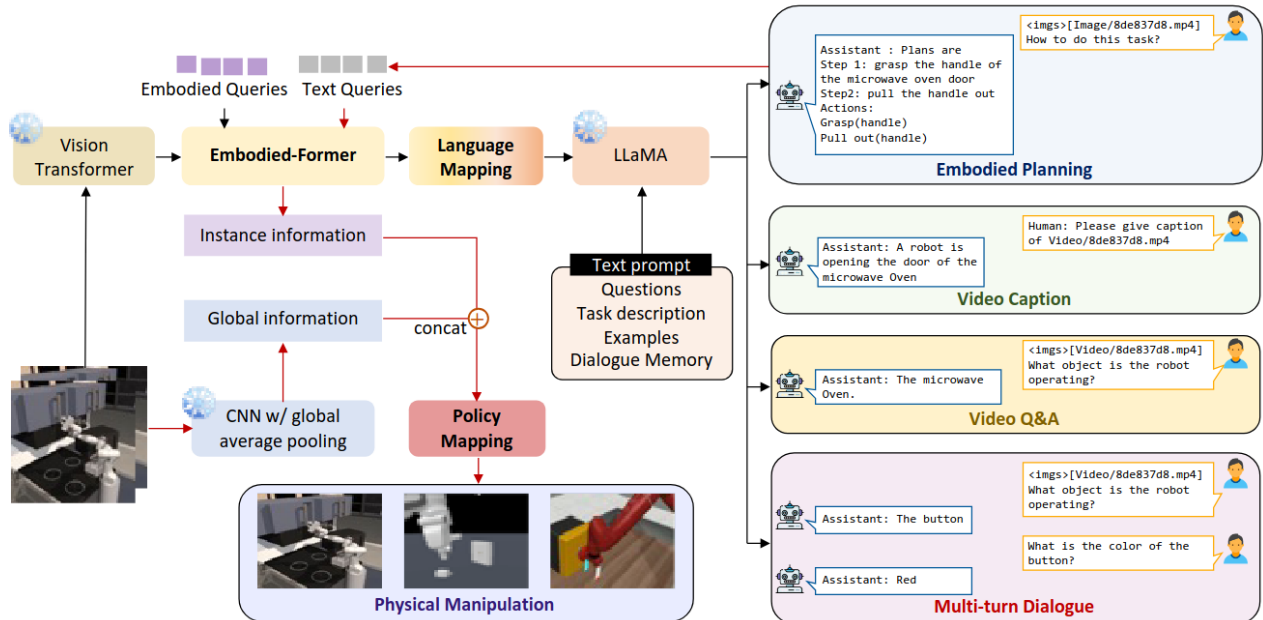 Embodied Queries
Text Queries
Vision
Transformer
Embodied-Former
Language
Mapping
LLaMA
Instance information
Global information
concat
CNN w/ global
average pooling
Policy
Mapping
Text prompt
Questions
Task description
Examples
Dialogue Memory
Physical Manipulation
<imgs>[Image/8de837d8.mp4]
How to do this task?
Assistant : Plans are
Step 1: grasp the handle of
the microwave oven door
Step2: pull the handle out
Actions:
Grasp(handle)
Pull out(handle)
Embodied Planning
Human: Please give caption
of Video/8de837d8.mp4
Assistant: A robot is
opening the door of the
microwave Oven
Video Caption
<imgs>[Video/8de837d8.mp4]
What object is the robot
operating?
Assistant: The microwave
Oven.
Video Q&A
<imgs>[Video/8de837d8.mp4]
What object is the robot
operating?
Assistant: The button
What is the color of the
button?
Assistant: Red
Multi-turn Dialogue